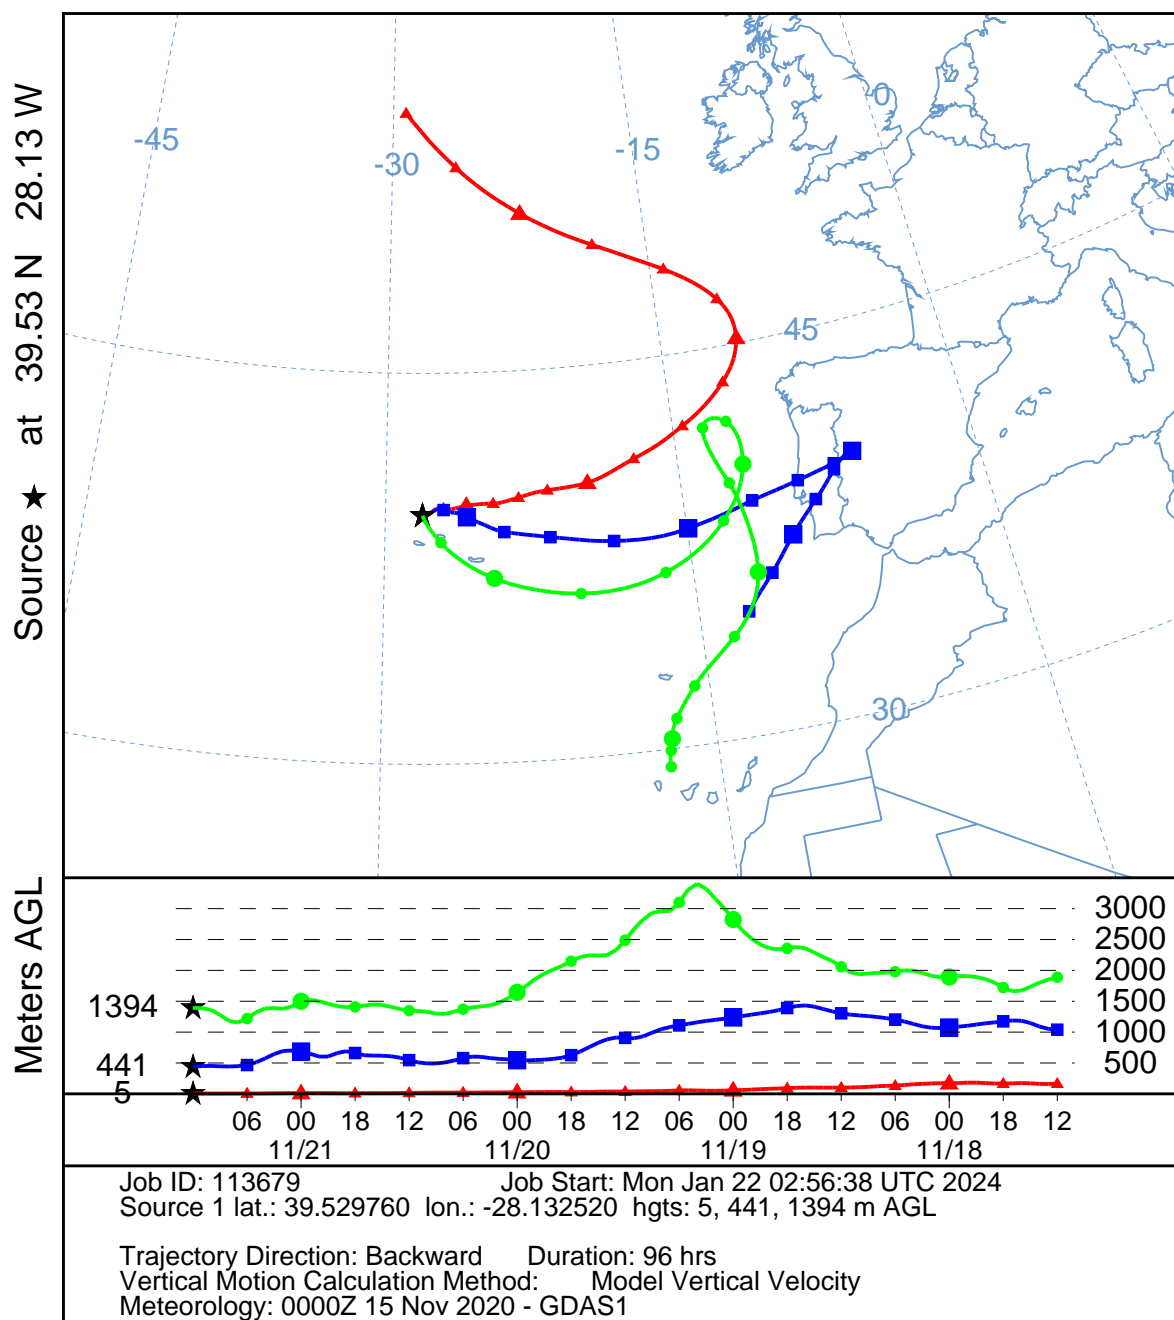 Source ★ at 39.53 N 28.13 W
-45
-30
-15
-0
45
30
Meters AGL
3000
2500
2000
1500
1000
500
1394
441
5
06 00 18 12 06 00 18 12 06 00 18 12 06 00 18 12
11/21 11/20 11/19 11/18
Job ID: 113679 Job Start: Mon Jan 22 02:56:38 UTC 2024
Source 1 lat.: 39.529760 lon.: -28.132520 hgts: 5, 441, 1394 m AGL
Trajectory Direction: Backward Duration: 96 hrs
Vertical Motion Calculation Method: Model Vertical Velocity
Meteorology: 0000Z 15 Nov 2020 - GDAS1